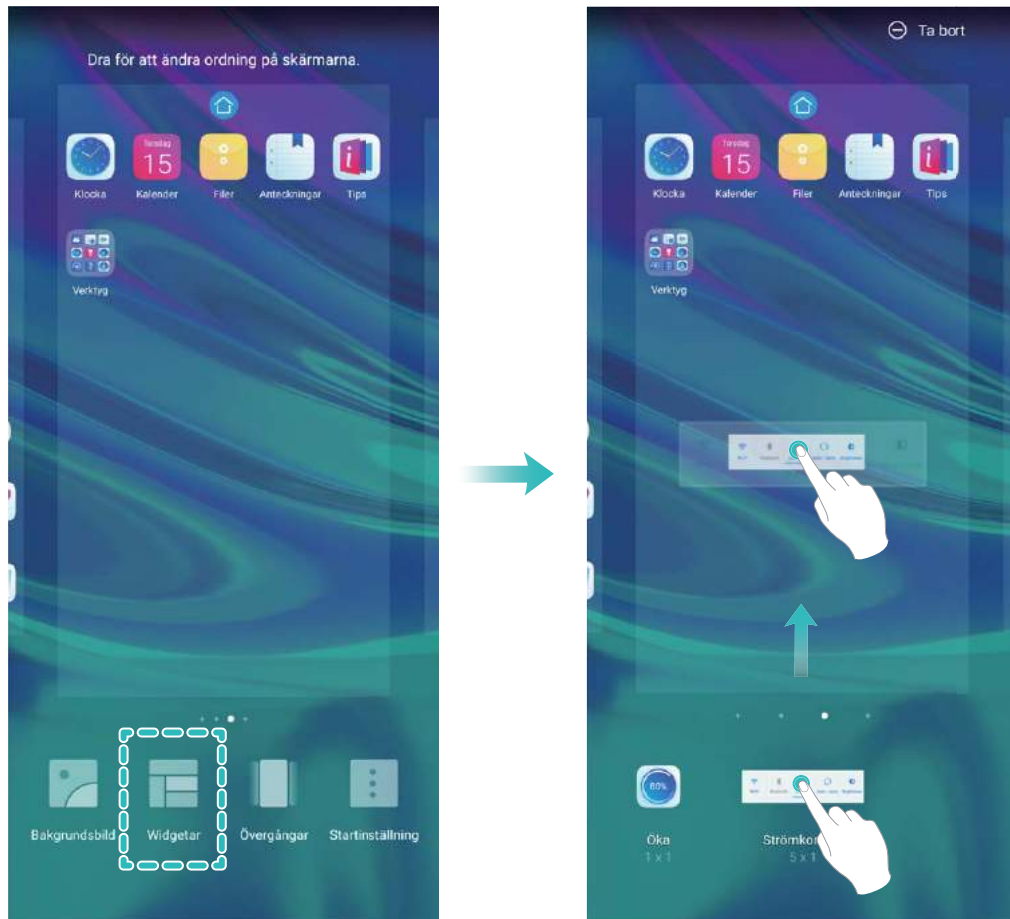 Dra för att ändra ordning på skärmarna.
Torsdag
15
Klocka
Kalender
Filer
Anteckningar
Tips
Verktyg
Bakgrundsbild
Widgetar
Övergångar
Startinställning
Ta bort
Torsdag
15
Klocka
Kalender
Filer
Anteckningar
Tips
Verktyg
80%
Öka
1 x 1
5 x 1